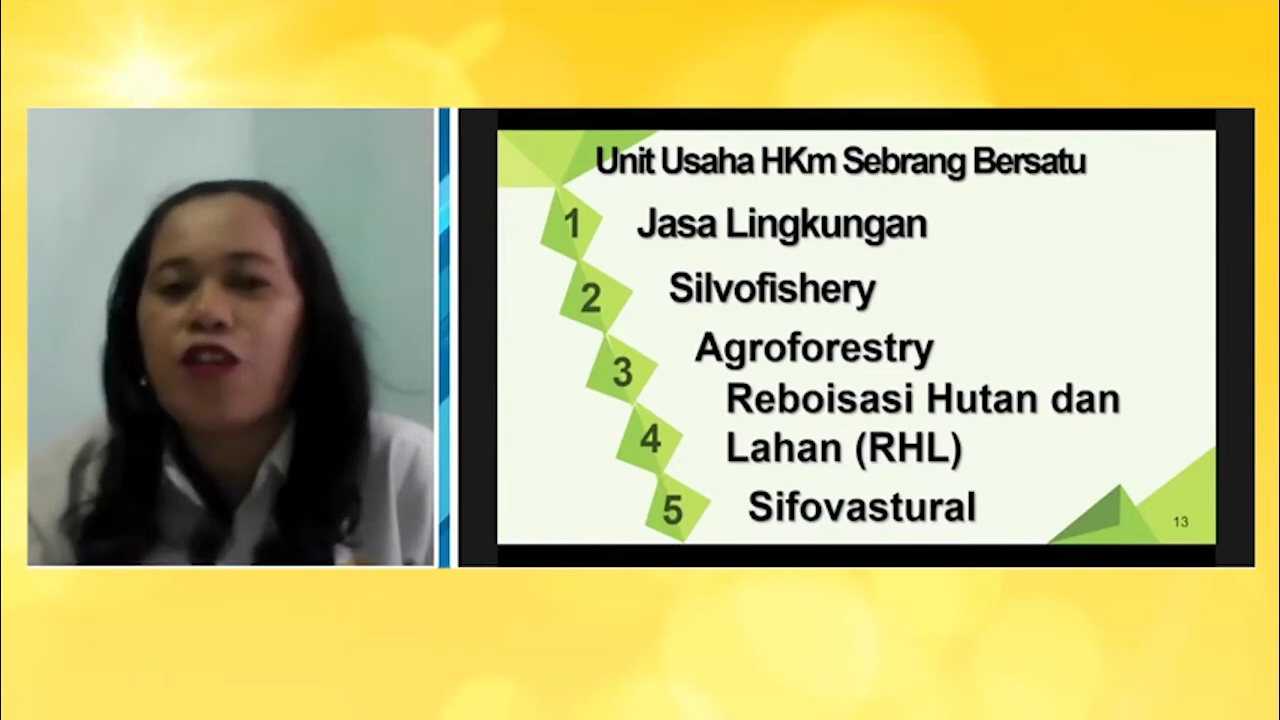 Unit Usaha HKm Sebrang Bersatu
1 Jasa Lingkungan
2 Silvofishery
3 Agroforestry
4 Reboisasi Hutan dan
Lahan (RHL)
5 Sifovastural
13